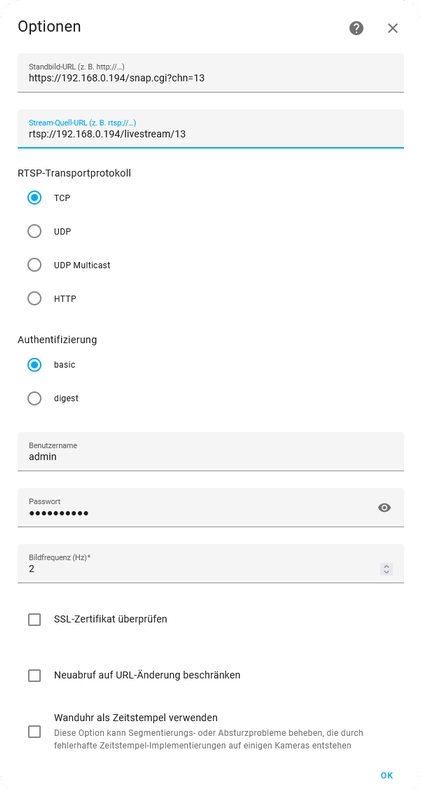 Optionen
Standbild-URL (z. B. http://...)
https://192.168.0.194/snap.cgi?chn=13
Stream-Quell-URL (z. B. rtsp://...)
rtsp://192.168.0.194/livestream/13
RTSP-Transportprotokoll
TCP
UDP
UDP Multicast
HTTP
Authentifizierung
basic
digest
Benutzername
admin
Passwort
••••••••••
Bildfrequenz (Hz)*
2
SSL-Zertifikat überprüfen
Neuabruf auf URL-Änderung beschränken
Wanduhr als Zeitstempel verwenden
Diese Option kann Segmentierungs- oder Absturzprobleme beheben, die durch
fehlerhafte Zeitstempel-Implementierungen auf einigen Kameras entstehen
OK